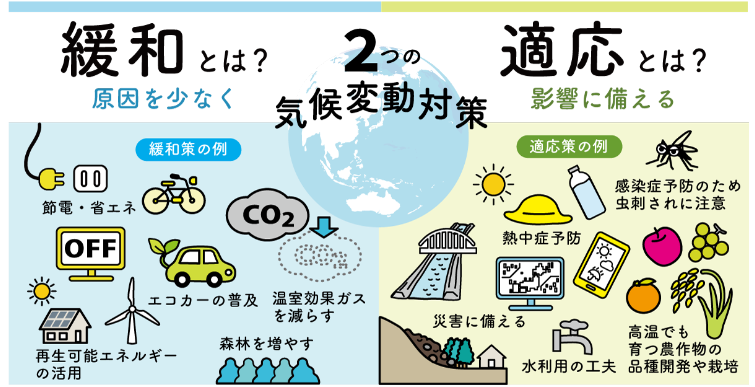 緩和とは?
原因を少なく
2つの
気候変動対策
適応とは?
影響に備える
緩和策の例
節電・省エネ
OFF
CO2
エコカーの普及
温室効果ガス
を減らす
再生可能エネルギー
の活用
森林を増やす
適応策の例
感染症予防のため
虫刺されに注意
熱中症予防
災害に備える
水利用の工夫
高温でも
育つ農作物の
品種開発や栽培